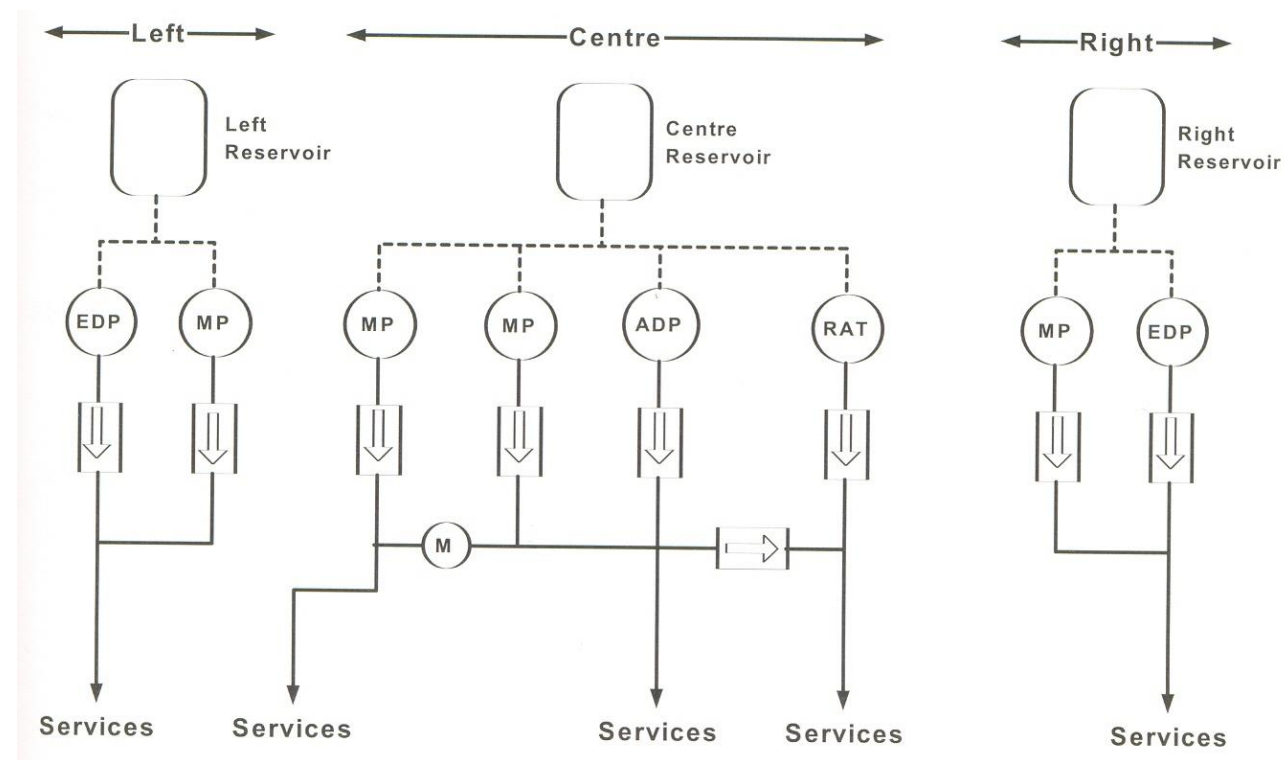 Left
Centre
Right
Left
Reservoir
Centre
Reservoir
Right
Reservoir
EDP
MP
MP
MP
ADP
RAT
MP
EDP
M
Services
Services
Services
Services
Services